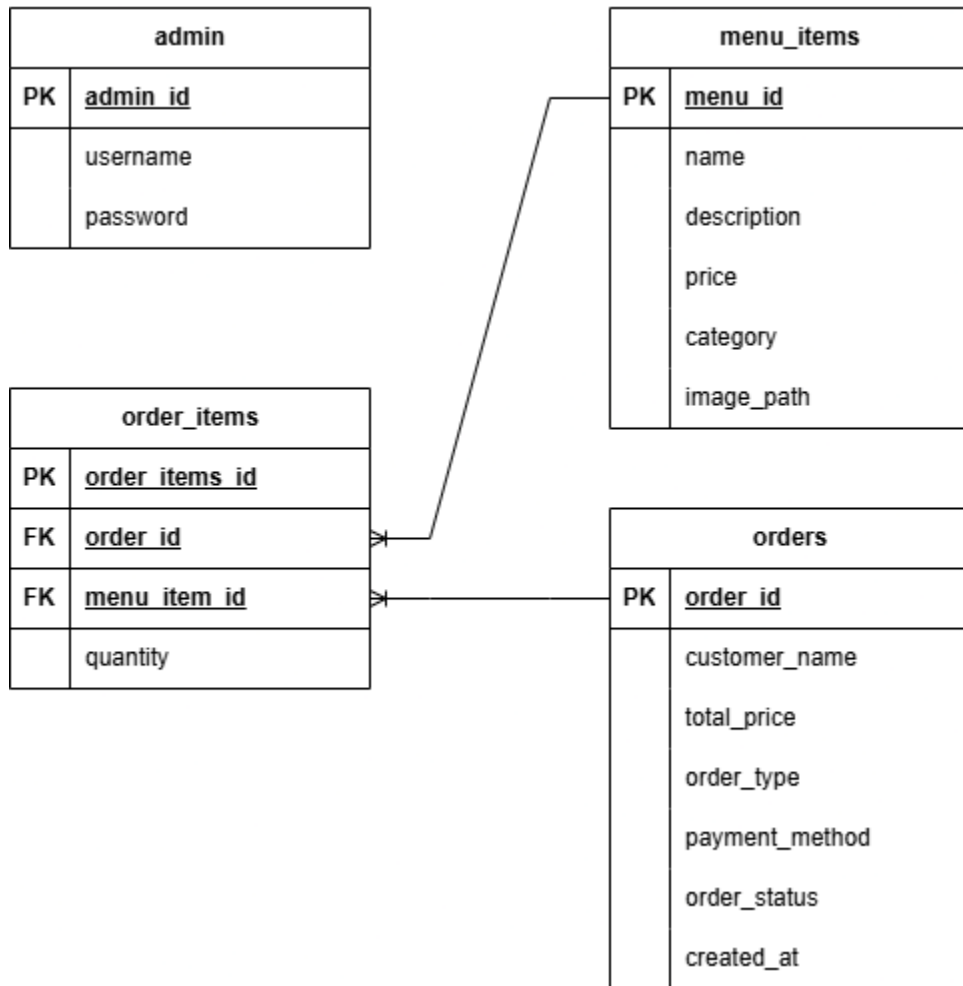 admin
PK admin_id
username
password
menu_items
PK menu_id
name
description
price
category
image_path
order_items
PK order_items_id
FK order_id
FK menu_item_id
quantity
orders
PK order_id
customer_name
total_price
order_type
payment_method
order_status
created_at